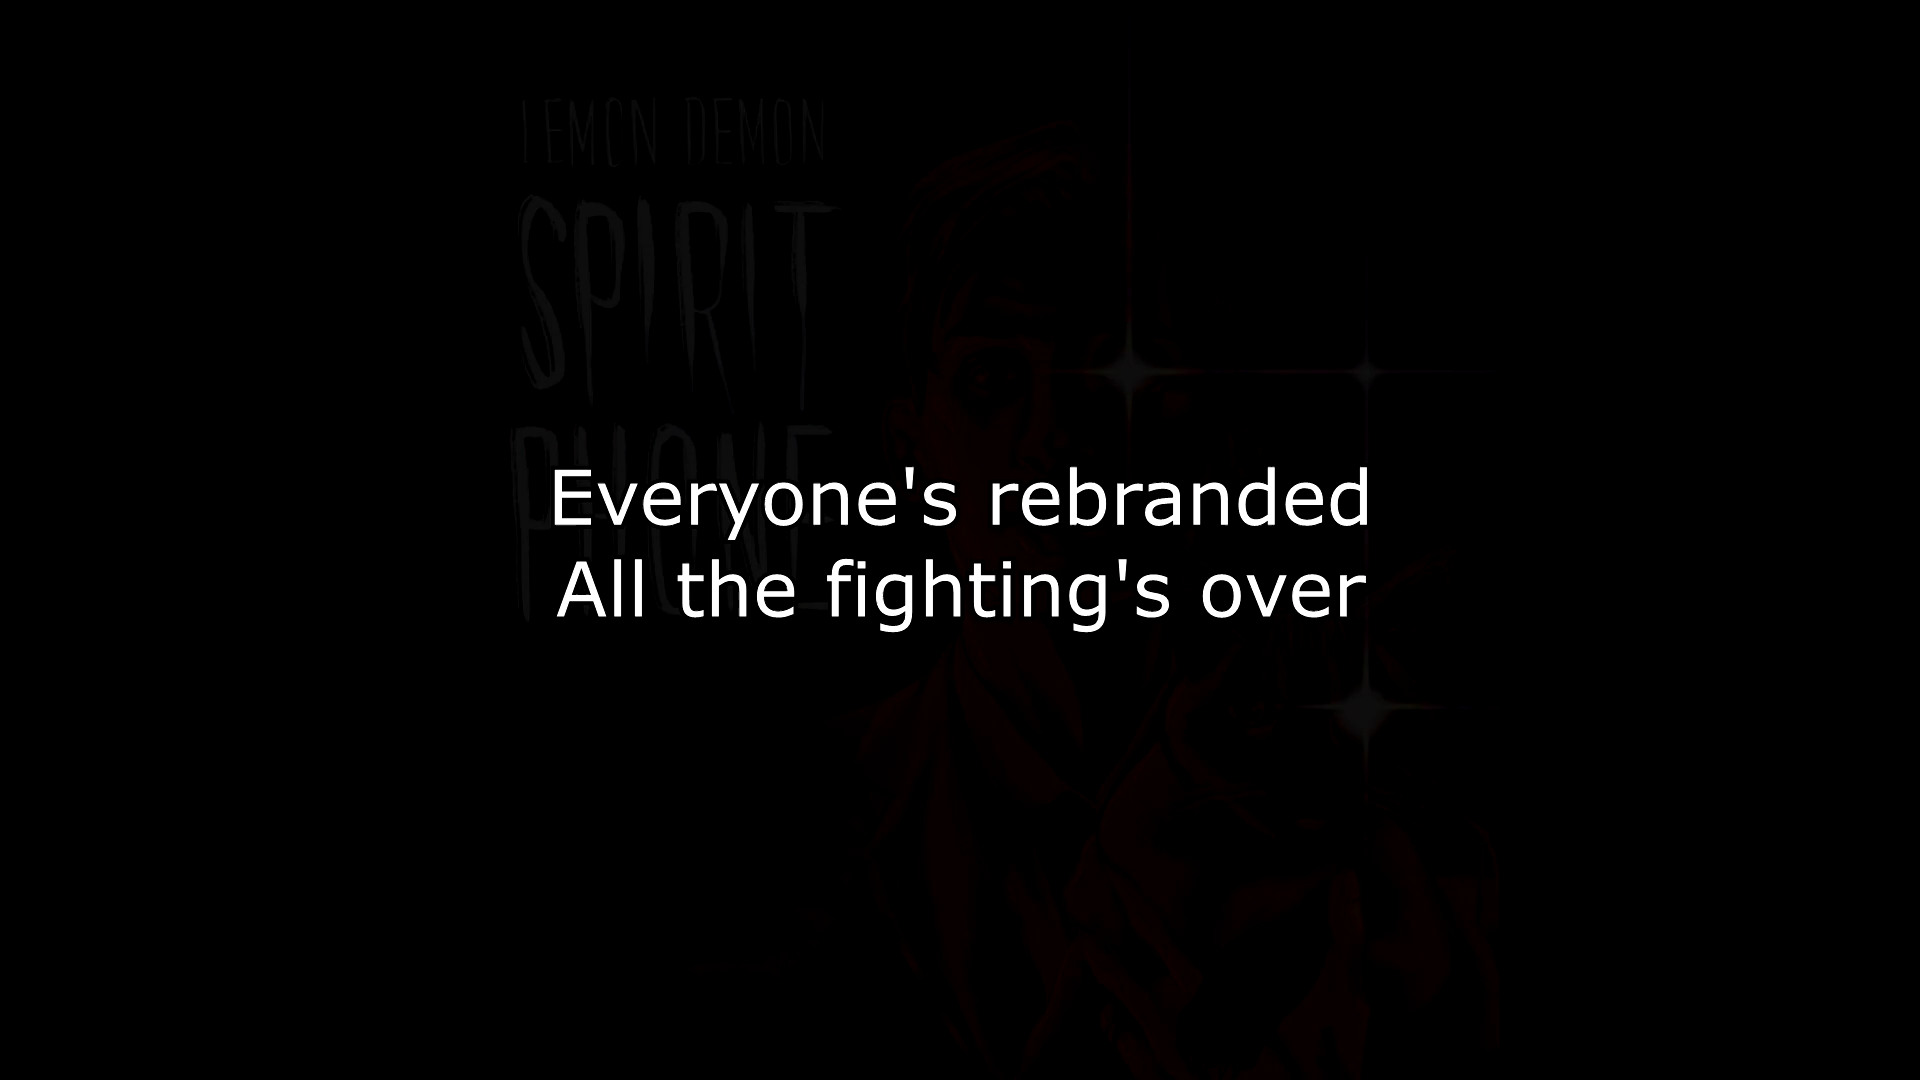 LEMON DEMON
SPIRIT
PHONE
Everyone's rebranded
All the fighting's over